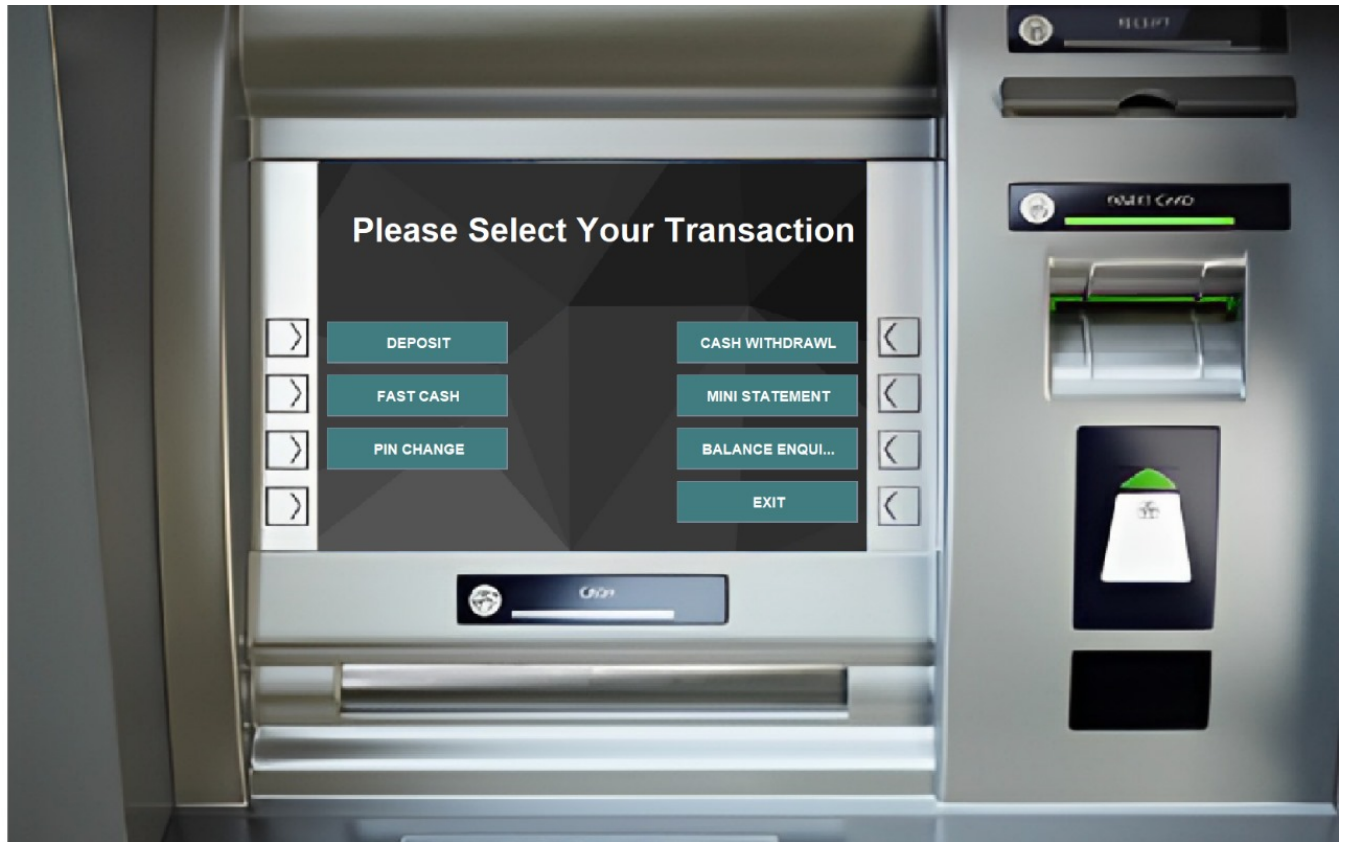 Please Select Your Transaction
DEPOSIT
CASH WITHDRAWL
FAST CASH
MINI STATEMENT
PIN CHANGE
BALANCE ENQUI...
EXIT